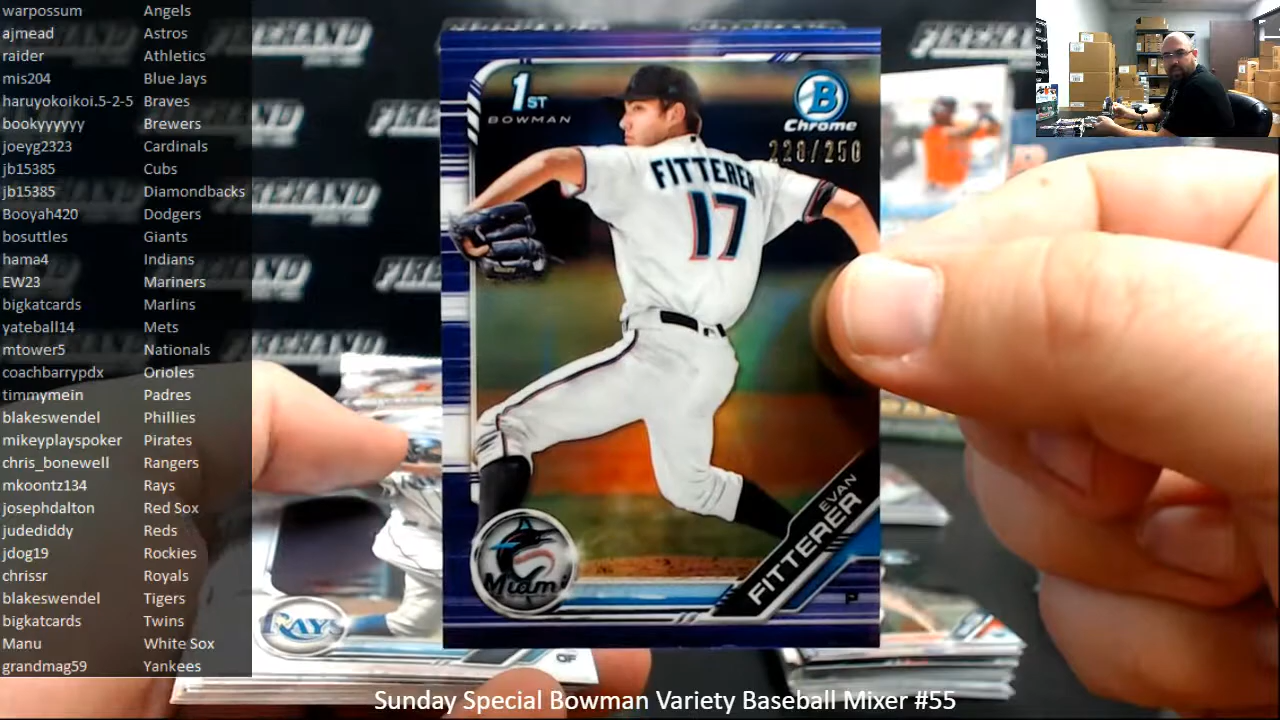 warpossum Angels
ajmead Astros
raider Athletics
mis204 Blue Jays
haruyokoikoi.5-2-5 Braves
bookyyyyyy Brewers
joeyg2323 Cardinals
jb15385 Cubs
jb15385 Diamondbacks
Booyah420 Dodgers
bosuttles Giants
hama4 Indians
EW23 Mariners
bigkatcards Marlins
yateball14 Mets
mtower5 Nationals
coachbarrypdx Orioles
timmymein Padres
blakeswendel Phillies
mikeyplayspoker Pirates
chris_bonewell Rangers
mkoontz134 Rays
josephdalton Red Sox
judediddy Reds
jdog19 Rockies
chrissr Royals
blakeswendel Tigers
bigkatcards Twins
Manu White Sox
grandmag59 Yankees
FIREHAND
1ST
BOWMAN
B
Chrome
220/250
FITTERER
17
EVAN
FITTERER
P
Miami
RAYS
Sunday Special Bowman Variety Baseball Mixer #55